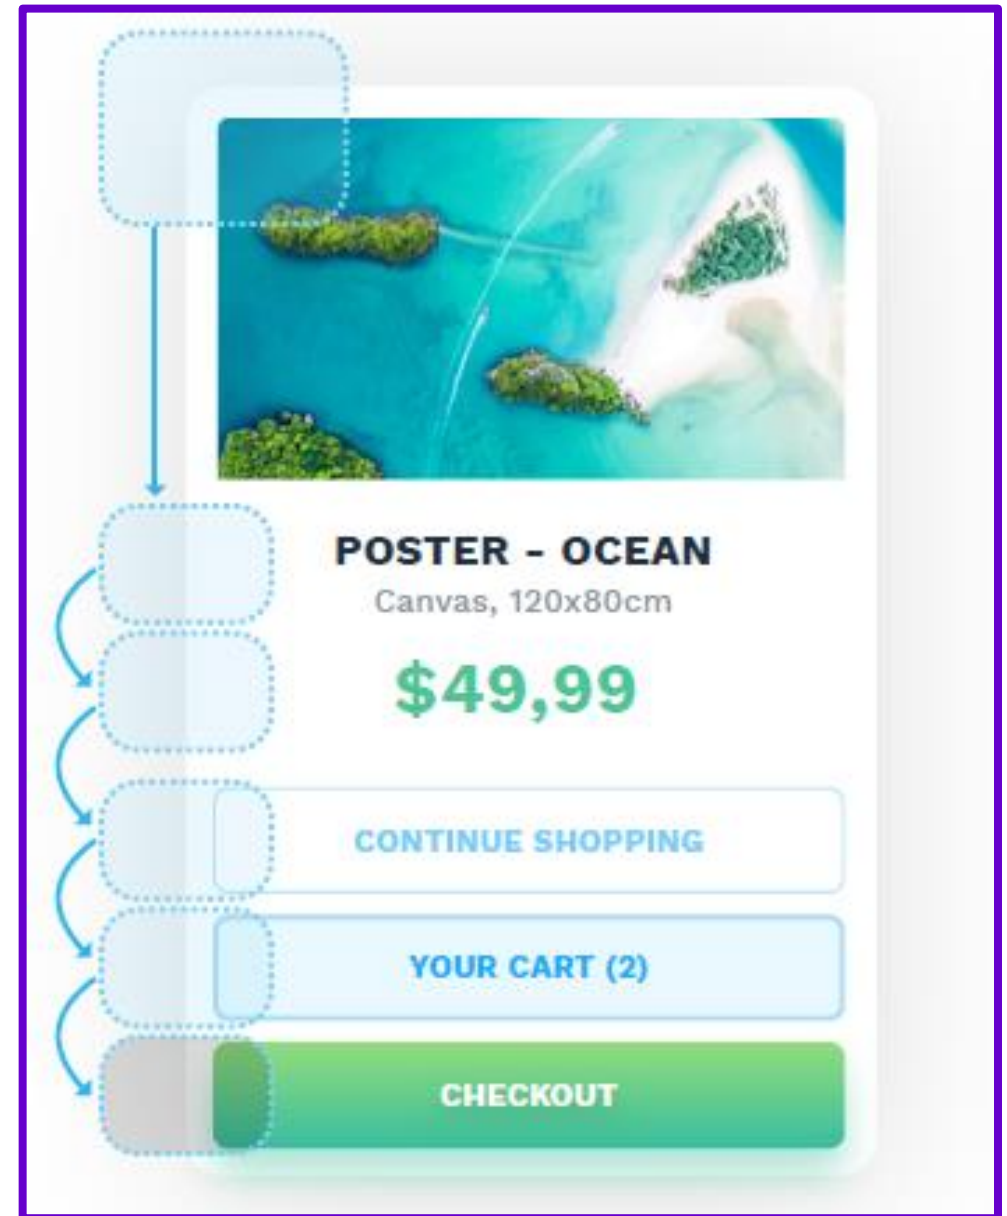 POSTER - OCEAN
Canvas, 120x80cm
$49,99
CONTINUE SHOPPING
YOUR CART (2)
CHECKOUT